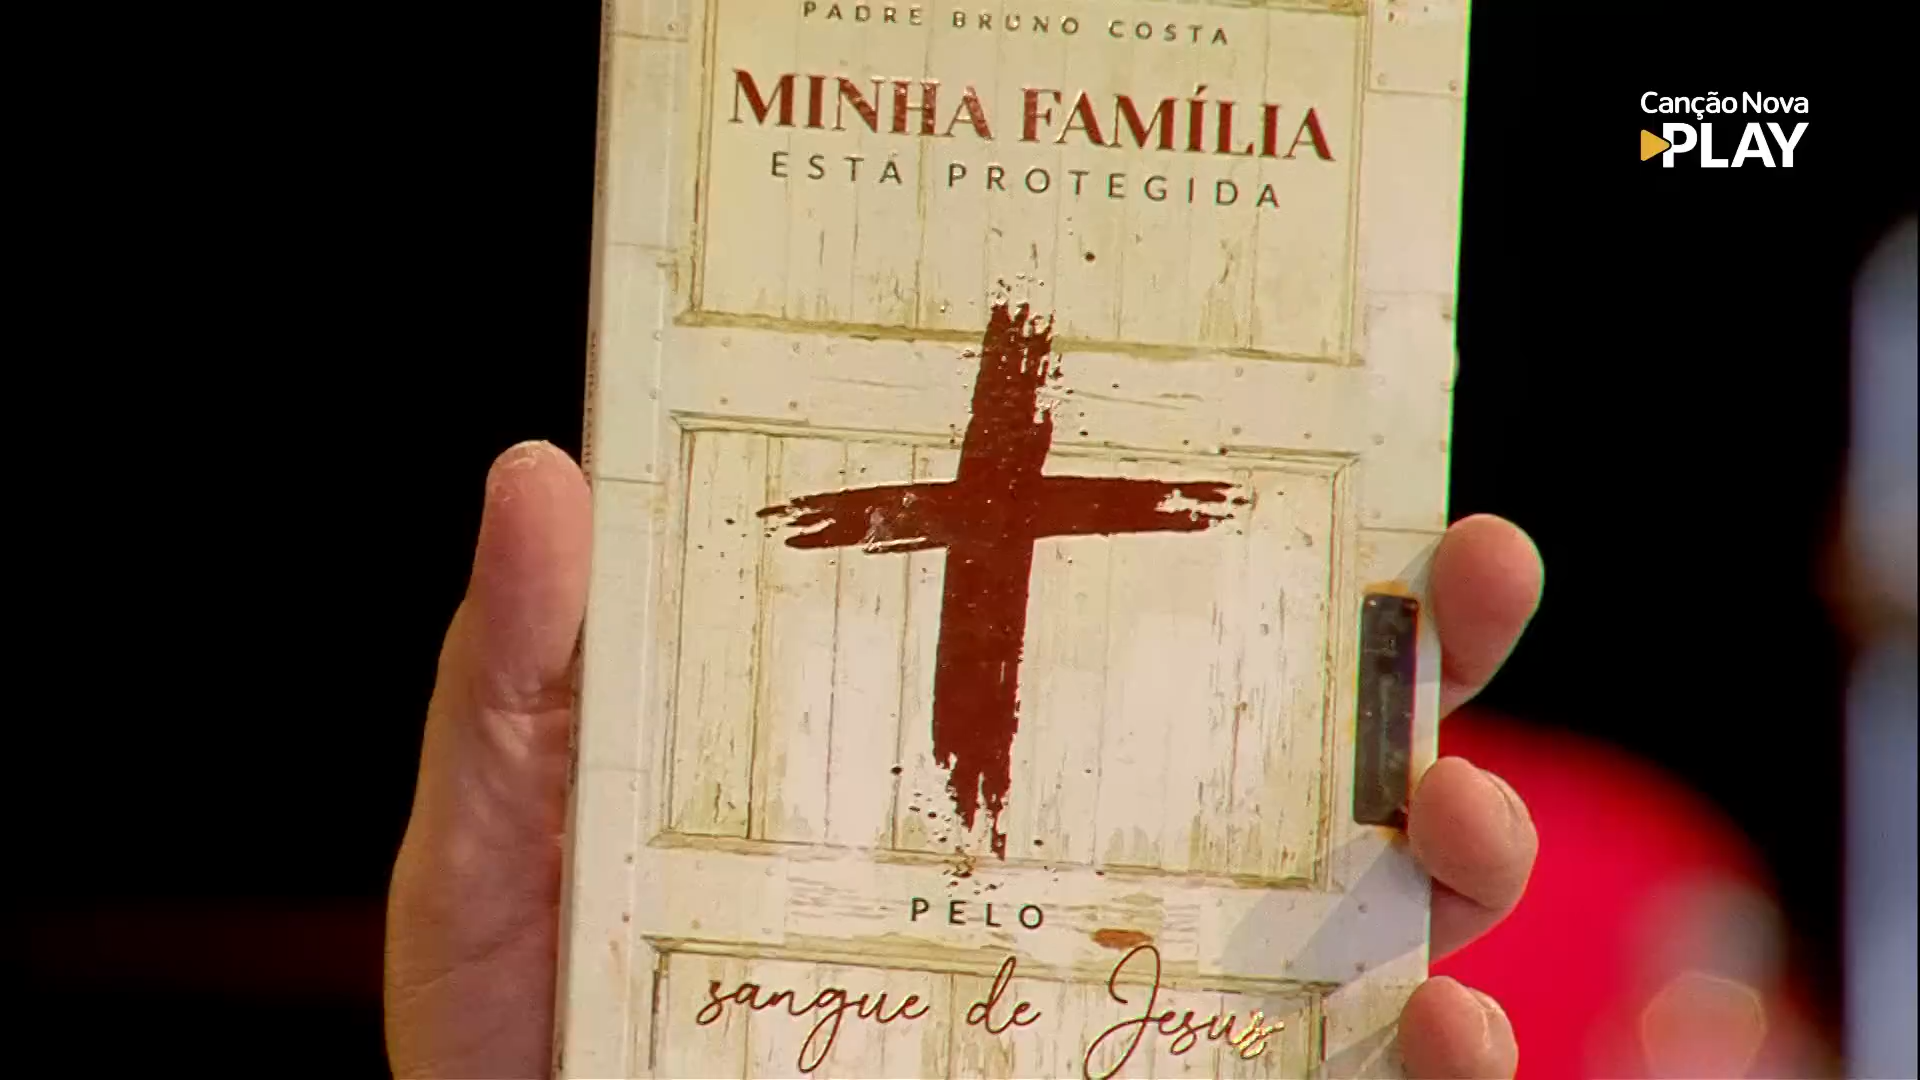 PADRE BRUNO COSTA
MINHA FAMÍLIA
ESTÁ PROTEGIDA
PELO
sangue de Jesus
Canção Nova
PLAY